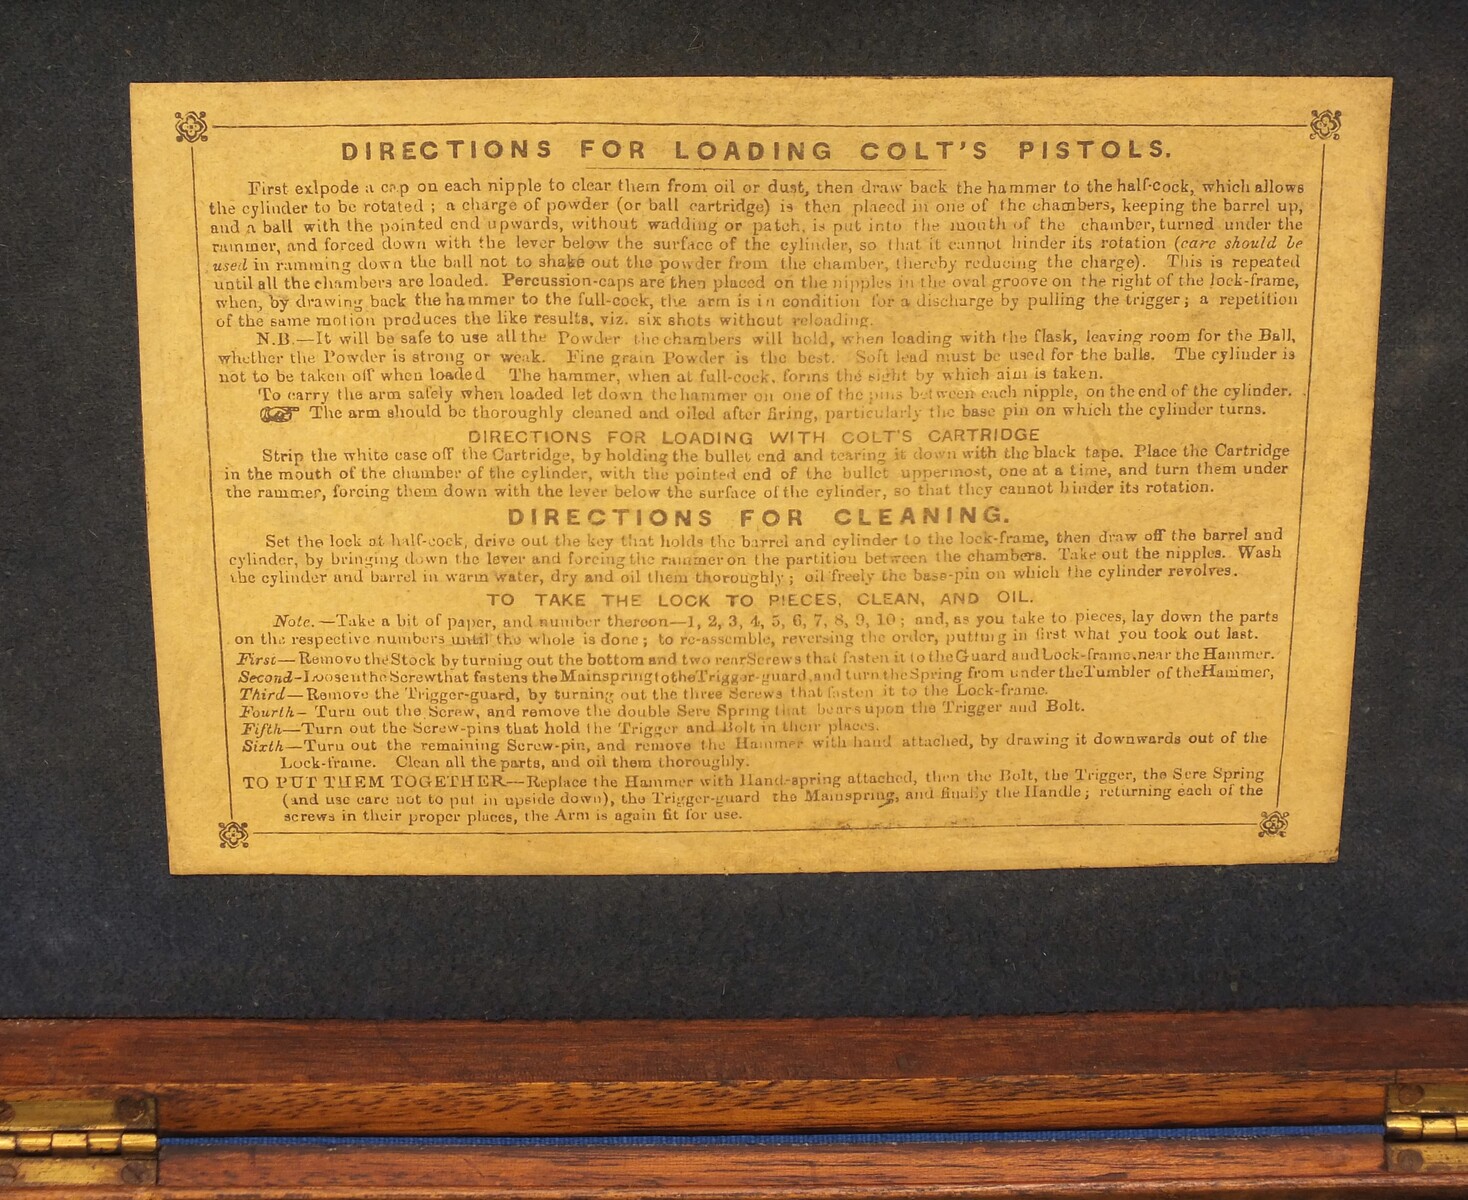 DIRECTIONS FOR LOADING COLT'S PISTOLS.
First exlpode a cap on each nipple to clear them from oil or dust, then draw back the hammer to the half-cock, which allows
the cylinder to be rotated ; a charge of powder (or ball cartridge) is then placed in one of the chambers, keeping the barrel up,
and a ball with the pointed end upwards, without wadding or patch, is put into the mouth of the chamber, turned under the
rammer, and forced down with the lever below the surface of the cylinder, so that it cannot hinder its rotation (care should be
used in ramming down the ball not to shake out the powder from the chamber, thereby reducing the charge). This is repeated
until all the chambers are loaded. Percussion-caps are then placed on the nipples in the oval groove on the right of the lock-frame,
when, by drawing back the hammer to the full-cock, the arm is in condition for a discharge by pulling the trigger ; a repetition
of the same motion produces the like results, viz. six shots without reloading.
N.B.—It will be safe to use all the Powder the chambers will hold, when loading with the flask, leaving room for the Ball,
whether the Powder is strong or weak. Fine grain Powder is the best. Soft lead must be used for the balls. The cylinder is
not to be taken off when loaded The hammer, when at full-cock, forms the sight by which aim is taken.
To carry the arm safely when loaded let down the hammer on one of the pins between each nipple, on the end of the cylinder.
☞ The arm should be thoroughly cleaned and oiled after firing, particularly the base pin on which the cylinder turns.
DIRECTIONS FOR LOADING WITH COLT'S CARTRIDGE
Strip the white case off the Cartridge, by holding the bullet end and tearing it down with the black tape. Place the Cartridge
in the mouth of the chamber of the cylinder, with the pointed end of the bullet uppermost, one at a time, and turn them under
the rammer, forcing them down with the lever below the surface of the cylinder, so that they cannot hinder its rotation.
DIRECTIONS FOR CLEANING.
Set the lock at half-cock, drive out the key that holds the barrel and cylinder to the lock-frame, then draw off the barrel and
cylinder, by bringing down the lever and forcing the rammer on the partition between the chambers. Take out the nipples. Wash
the cylinder and barrel in warm water, dry and oil them thoroughly ; oil freely the base-pin on which the cylinder revolves.
TO TAKE THE LOCK TO PIECES, CLEAN, AND OIL.
Note.—Take a bit of paper, and number thereon—1, 2, 3, 4, 5, 6, 7, 8, 9, 10 ; and, as you take to pieces, lay down the parts
on the respective numbers until the whole is done ; to re-assemble, reversing the order, putting in first what you took out last.
First—Remove the Stock by turning out the bottom and two rear Screws that fasten it to the Guard and Lock-frame, near the Hammer.
Second-Loosen the Screw that fastens the Mainspring to the Trigger-guard, and turn the Spring from under the Tumbler of the Hammer,
Third—Remove the Trigger-guard, by turning out the three Screws that fasten it to the Lock-frame.
Fourth— Turn out the Screw, and remove the double Sere Spring that bears upon the Trigger and Bolt.
Fifth—Turn out the Screw-pins that hold the Trigger and Bolt in their places.
Sixth—Turn out the remaining Screw-pin, and remove the Hammer with hand attached, by drawing it downwards out of the
Lock-frame. Clean all the parts, and oil them thoroughly.
TO PUT THEM TOGETHER—Replace the Hammer with Hand-spring attached, then the Bolt, the Trigger, the Sere Spring
(and use care not to put in upside down), the Trigger-guard the Mainspring, and finally the Handle ; returning each of the
screws in their proper places, the Arm is again fit for use.